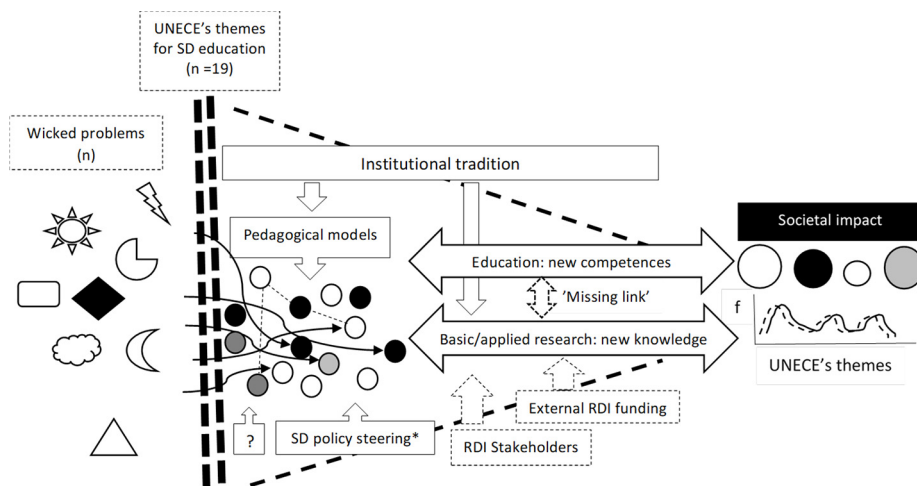 UNECE's themes
for SD education
(n =19)
Wicked problems
(n)
Institutional tradition
Pedagogical models
Societal impact
Education: new competences
'Missing link'
f
Basic/applied research: new knowledge
UNECE's themes
External RDI funding
?
SD policy steering*
RDI Stakeholders